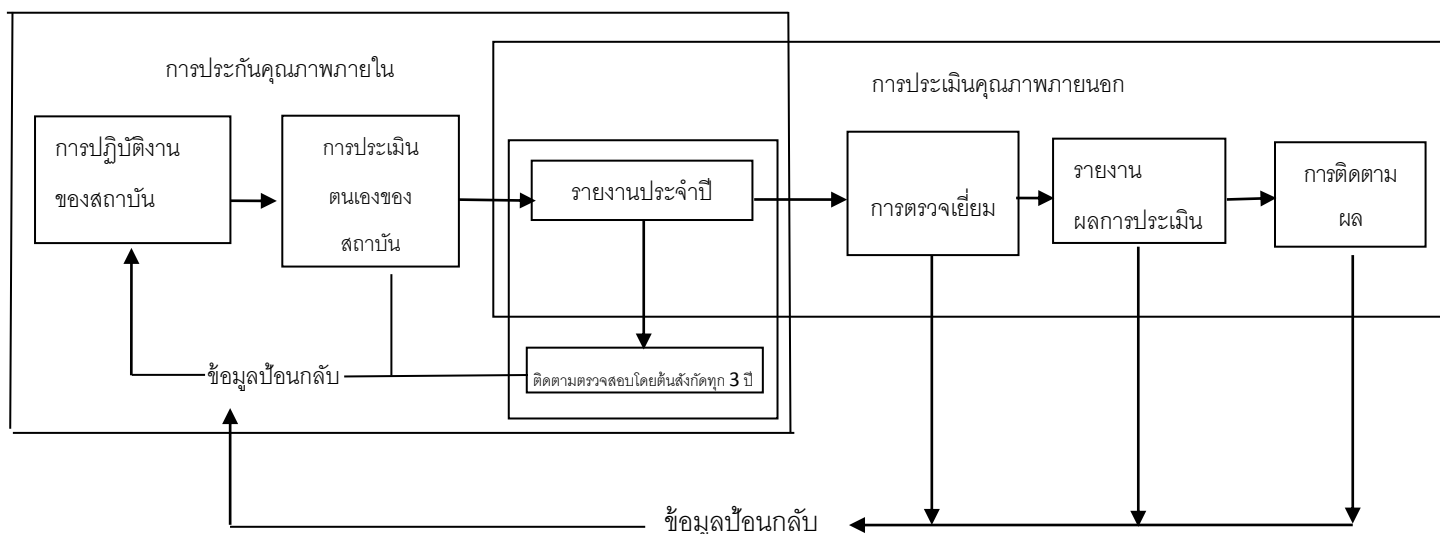 การประกันคุณภาพภายใน
การประเมินคุณภาพภายนอก
การปฏิบัติงาน
ของสถาบัน
การประเมิน
ตนเองของ
สถาบัน
รายงานประจำปี
การตรวจเยี่ยม
รายงาน
ผลการประเมิน
การติดตาม
ผล
ข้อมูลป้อนกลับ
ติดตามตรวจสอบโดยต้นสังกัดทุก 3 ปี
ข้อมูลป้อนกลับ